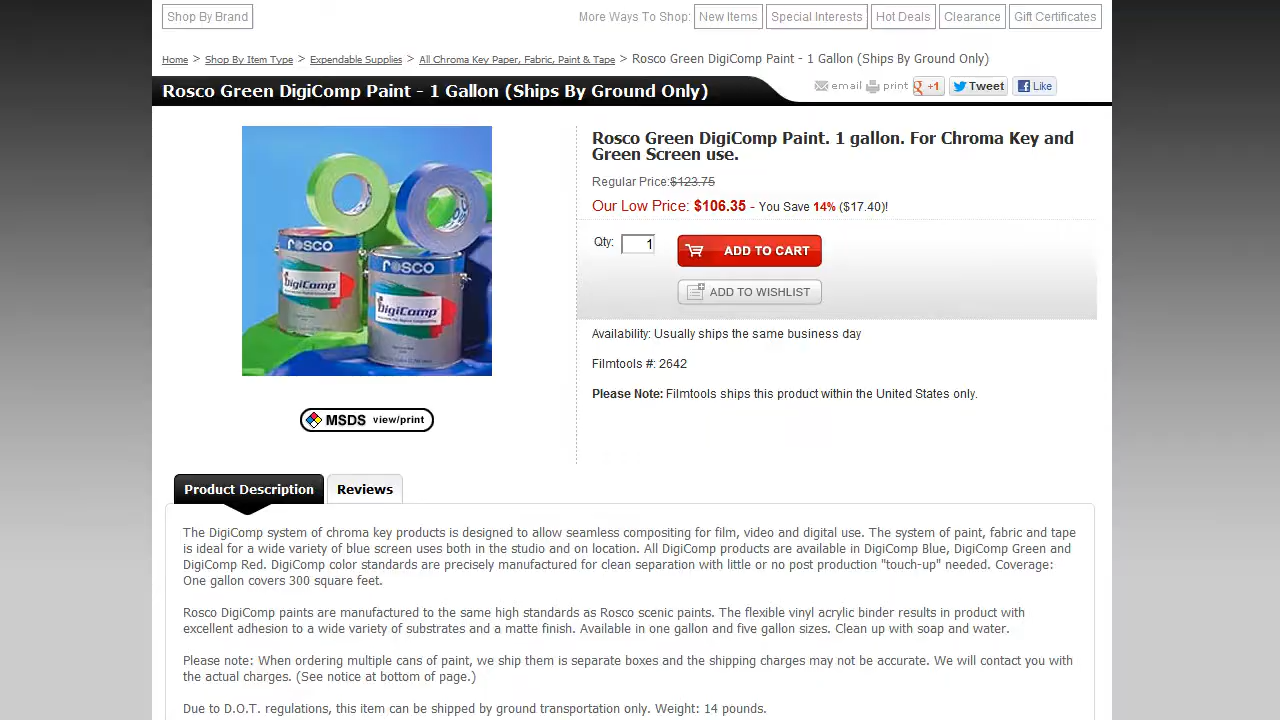 Shop By Brand
More Ways To Shop: New Items Special Interests Hot Deals Clearance Gift Certificates
Home > Shop By Item Type > Expendable Supplies > All Chroma Key Paper, Fabric, Paint & Tape > Rosco Green DigiComp Paint - 1 Gallon (Ships By Ground Only)
Rosco Green DigiComp Paint - 1 Gallon (Ships By Ground Only)
email print g +1 Tweet Like
rosco
DigiComp
rosco
DigiComp
MSDS view/print
Rosco Green DigiComp Paint. 1 gallon. For Chroma Key and
Green Screen use.
Regular Price:$123.75
Our Low Price: $106.35 - You Save 14% ($17.40)!
Qty: 1 ADD TO CART
ADD TO WISHLIST
Availability: Usually ships the same business day
Filmtools #: 2642
Please Note: Filmtools ships this product within the United States only.
Product Description Reviews
The DigiComp system of chroma key products is designed to allow seamless compositing for film, video and digital use. The system of paint, fabric and tape
is ideal for a wide variety of blue screen uses both in the studio and on location. All DigiComp products are available in DigiComp Blue, DigiComp Green and
DigiComp Red. DigiComp color standards are precisely manufactured for clean separation with little or no post production "touch-up" needed. Coverage:
One gallon covers 300 square feet.
Rosco DigiComp paints are manufactured to the same high standards as Rosco scenic paints. The flexible vinyl acrylic binder results in product with
excellent adhesion to a wide variety of substrates and a matte finish. Available in one gallon and five gallon sizes. Clean up with soap and water.
Please note: When ordering multiple cans of paint, we ship them is separate boxes and the shipping charges may not be accurate. We will contact you with
the actual charges. (See notice at bottom of page.)
Due to D.O.T. regulations, this item can be shipped by ground transportation only. Weight: 14 pounds.